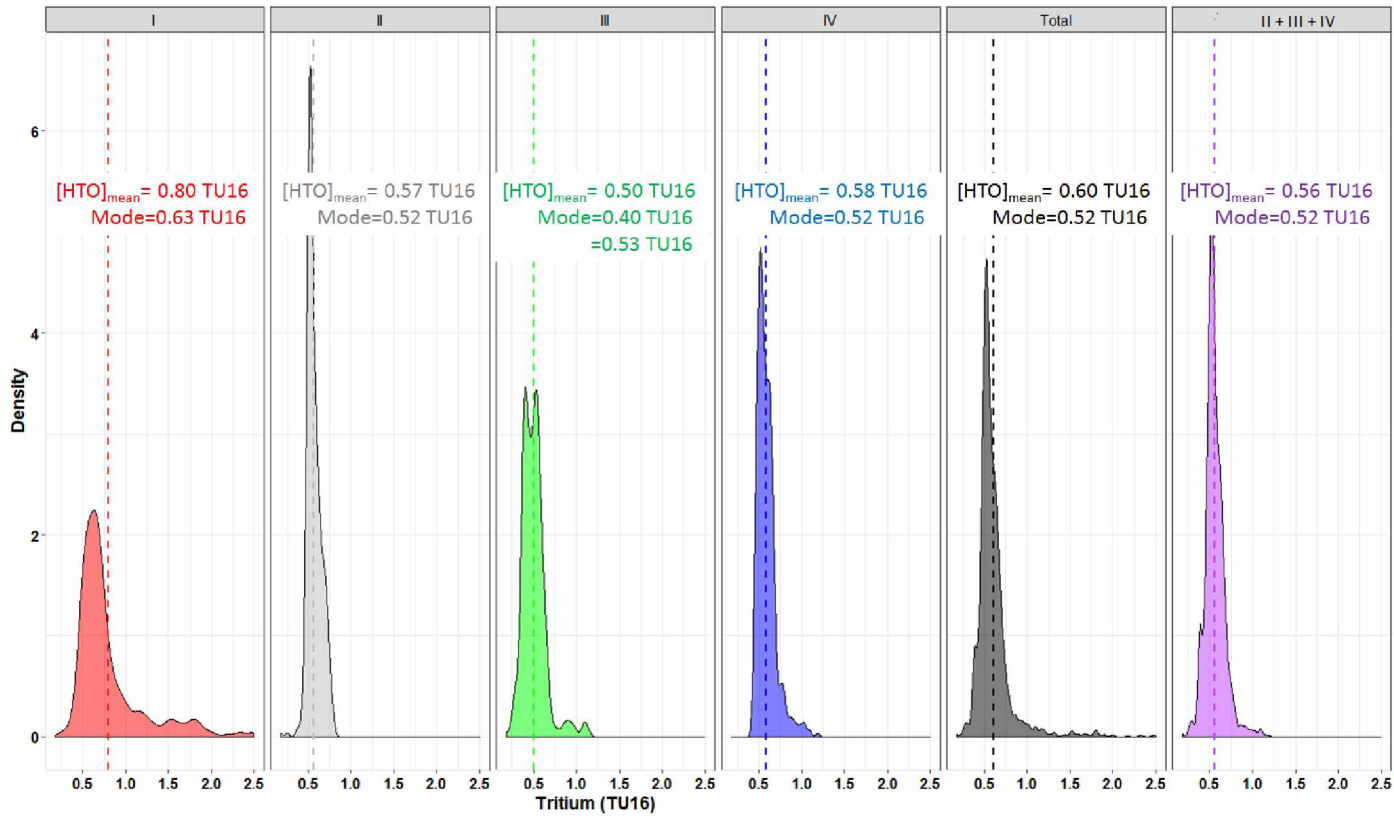 I II III IV Total II + III + IV
[HTO]mean= 0.80 TU16
Mode=0.63 TU16
[HTO]mean= 0.57 TU16
Mode=0.52 TU16
[HTO]mean= 0.50 TU16
Mode=0.40 TU16
=0.53 TU16
[HTO]mean= 0.58 TU16
Mode=0.52 TU16
[HTO]mean= 0.60 TU16
Mode=0.52 TU16
[HTO]mean= 0.56 TU16
Mode=0.52 TU16
6
4
2
0
Density
0.5 1.0 1.5 2.0 2.5 0.5 1.0 1.5 2.0 2.5 0.5 1.0 1.5 2.0 2.5 0.5 1.0 1.5 2.0 2.5 0.5 1.0 1.5 2.0 2.5 0.5 1.0 1.5 2.0 2.5
Tritium (TU16)